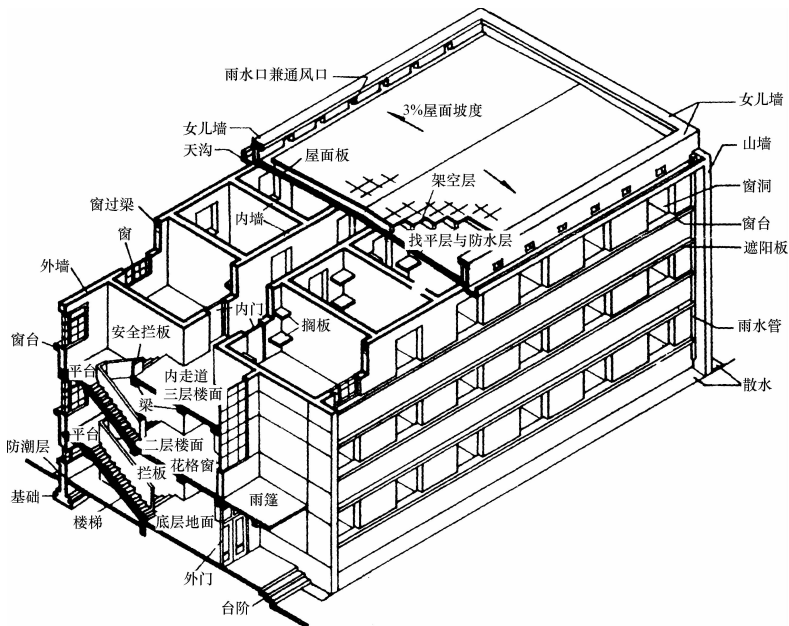 雨水口兼通风口
3%屋面坡度
女儿墙
女儿墙
天沟
山墙
屋面板
架空层
窗洞
窗过梁
内墙
窗台
窗
找平层与防水层
遮阳板
外墙
内门
搁板
雨水管
安全拦板
窗台
平台
内走道
三层楼面
散水
梁
平台
二层楼面
防潮层
拦板
花格窗
基础
雨篷
楼梯
底层地面
外门
台阶